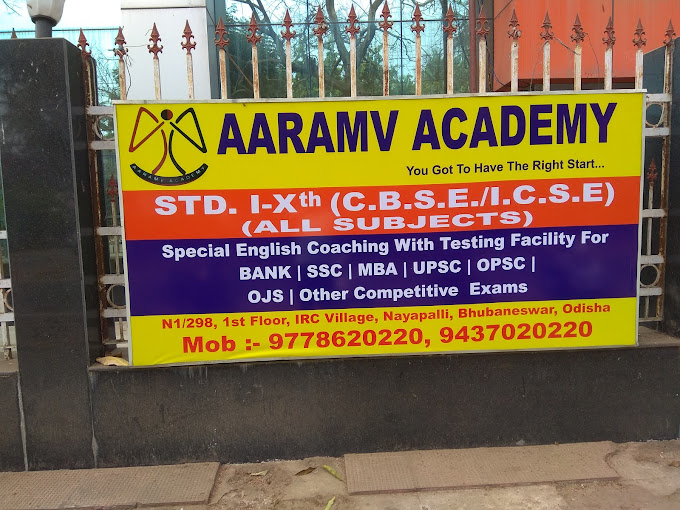 AARAMV ACADEMY
AARAMV ACADEMY
You Got To Have The Right Start...
STD. I-Xth (C.B.S.E./I.C.S.E)
(ALL SUBJECTS)
Special English Coaching With Testing Facility For
BANK | SSC | MBA | UPSC | OPSC |
OJS | Other Competitive Exams
N1/298, 1st Floor, IRC Village, Nayapalli, Bhubaneswar, Odisha
Mob :- 9778620220, 9437020220